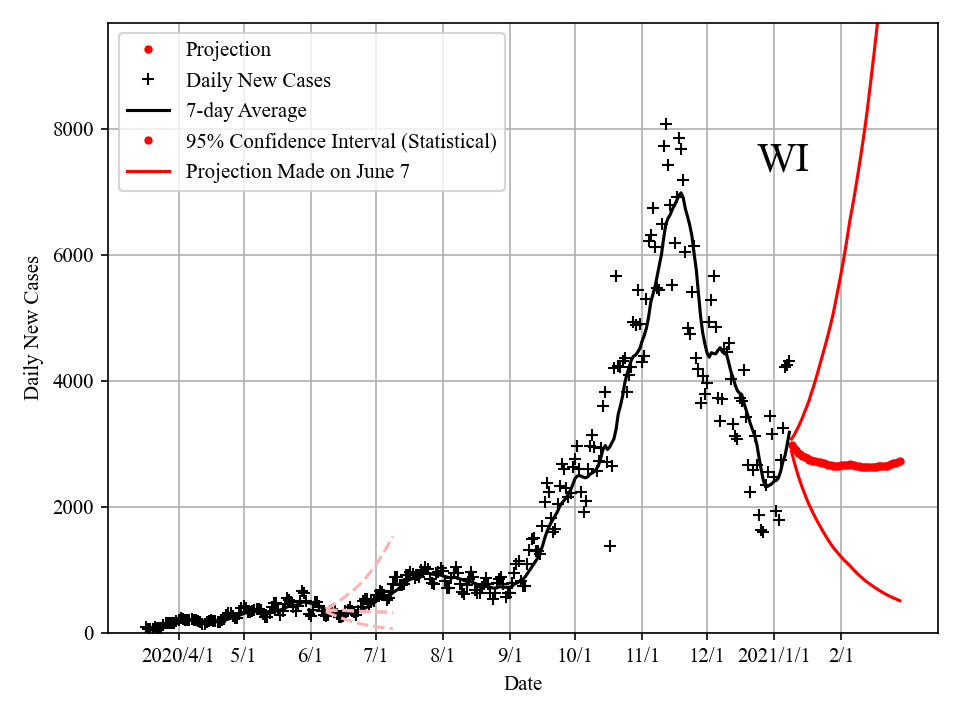 Projection
Daily New Cases
7-day Average
95% Confidence Interval (Statistical)
Projection Made on June 7
WI
8000
6000
4000
2000
0
Daily New Cases
2020/4/1 5/1 6/1 7/1 8/1 9/1 10/1 11/1 12/1 2021/1/1 2/1
Date